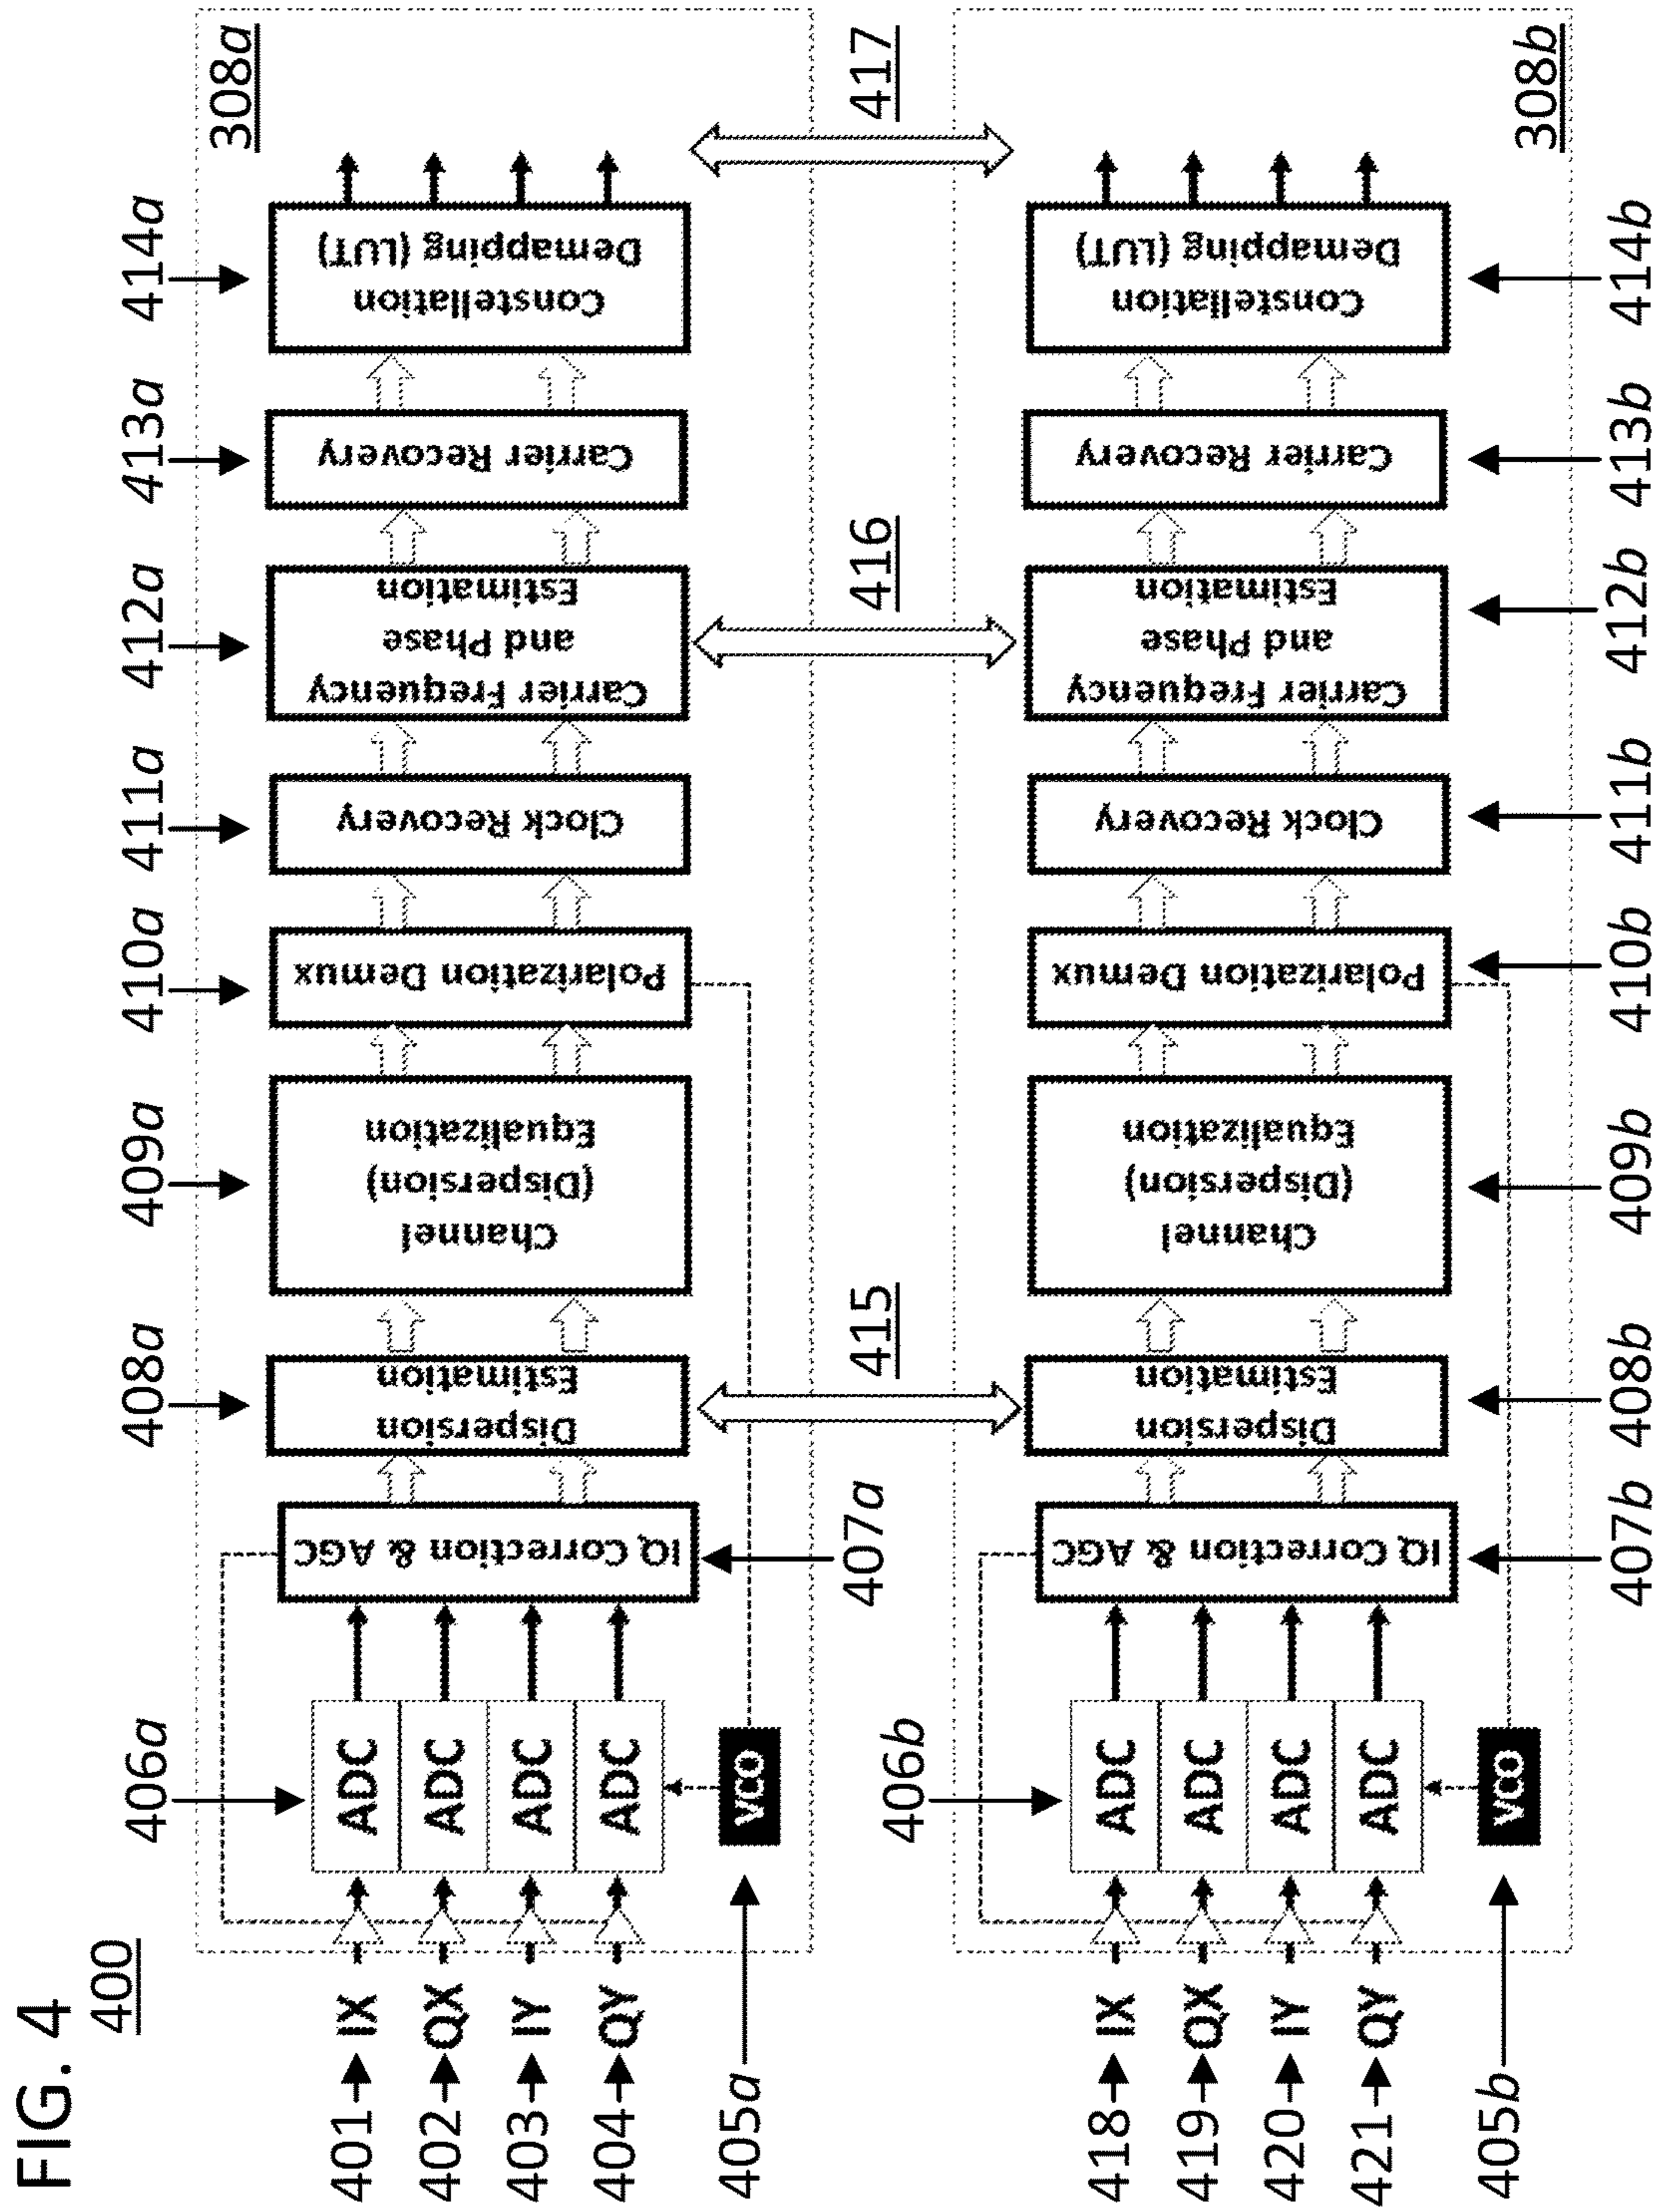 FIG. 4
400
308a
406a
408a
409a
410a
411a
412a
413a
414a
401
IX
402
QX
403
IY
404
QY
ADC
ADC
ADC
ADC
VCO
405a
IQ Correction & AGC
407a
Dispersion
Estimation
Channel
(Dispersion)
Equalization
Polarization Demux
Clock Recovery
Carrier Frequency
and Phase
Estimation
Carrier Recovery
Constellation
Demapping (LUT)
415
416
417
406b
418
IX
419
QX
420
IY
421
QY
ADC
ADC
ADC
ADC
VCO
405b
IQ Correction & AGC
Dispersion
Estimation
Channel
(Dispersion)
Equalization
Polarization Demux
Clock Recovery
Carrier Frequency
and Phase
Estimation
Carrier Recovery
Constellation
Demapping (LUT)
308b
407b
408b
409b
410b
411b
412b
413b
414b